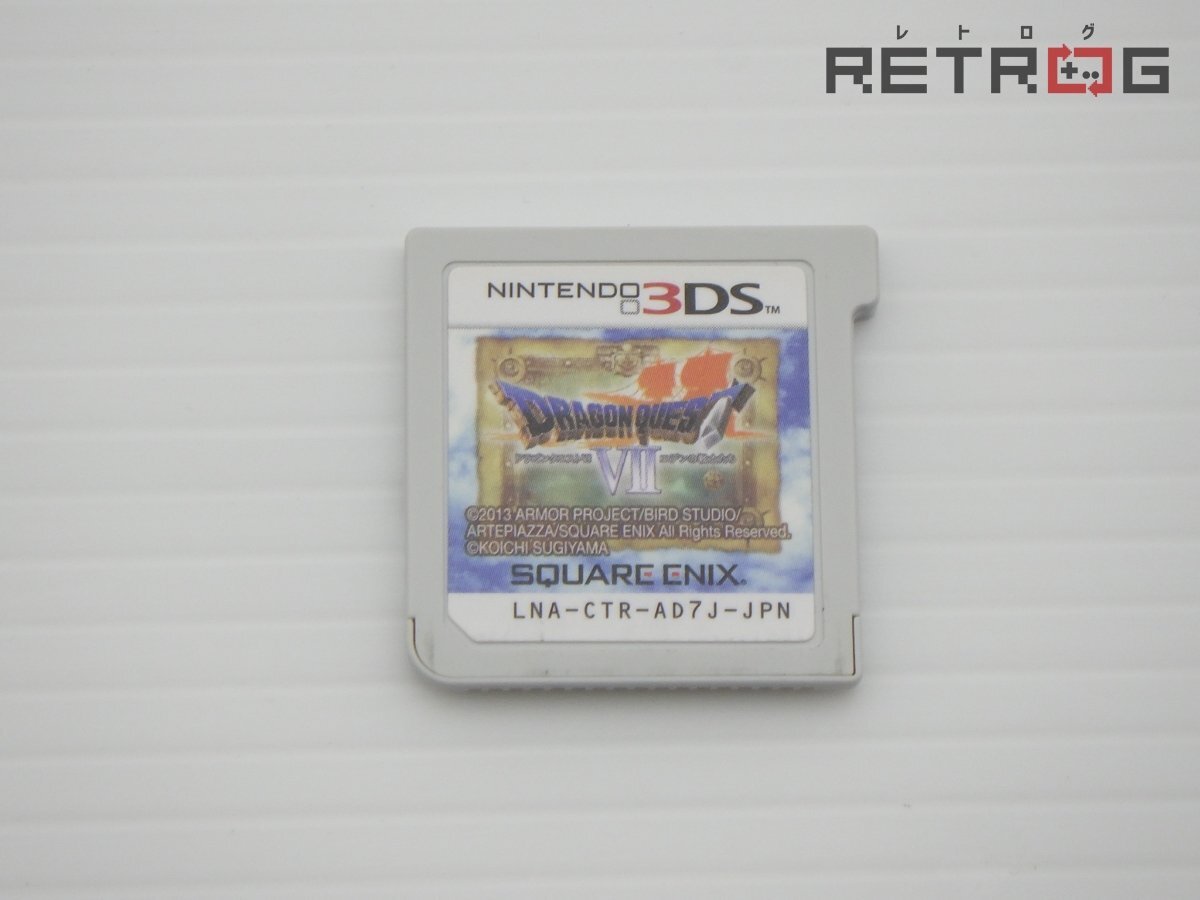 レトログ
RETROG
NINTENDO 3DS™
DRAGON QUEST
VII
©2013 ARMOR PROJECT/BIRD STUDIO/
ARTEPIAZZA/SQUARE ENIX All Rights Reserved.
©KOICHI SUGIYAMA
SQUARE ENIX.
LNA-CTR-AD7J-JPN